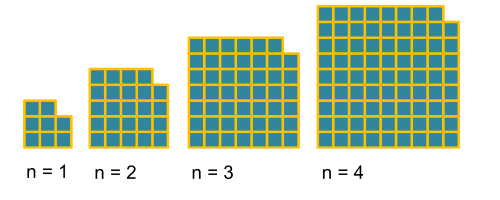 n = 1
n = 2
n = 3
n = 4